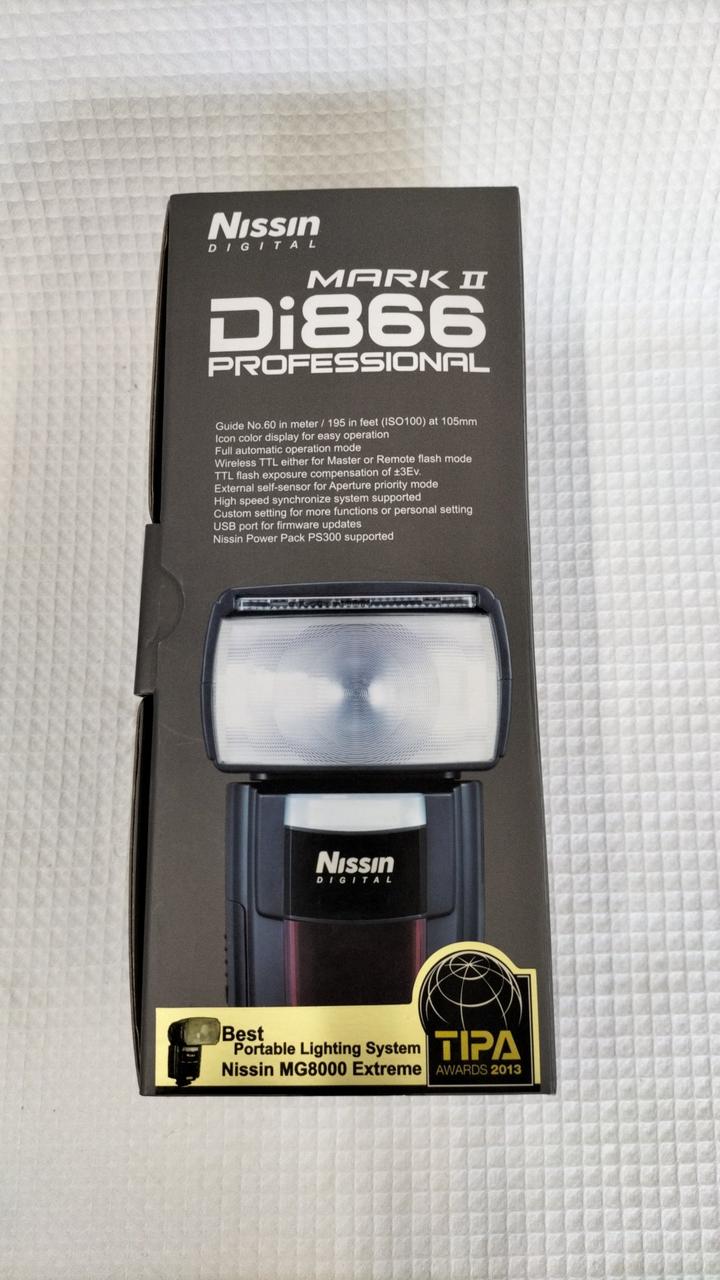 Nissin
DIGITAL
MARK II
Di866
PROFESSIONAL
Guide No.60 in meter / 195 in feet (ISO100) at 105mm
Icon color display for easy operation
Full automatic operation mode
Wireless TTL either for Master or Remote flash mode
TTL flash exposure compensation of ±3Ev.
External self-sensor for Aperture priority mode
High speed synchronize system supported
Custom setting for more functions or personal setting
USB port for firmware updates
Nissin Power Pack PS300 supported
Nissin
DIGITAL
Best
Portable Lighting System
Nissin MG8000 Extreme
TIPA
AWARDS 2013